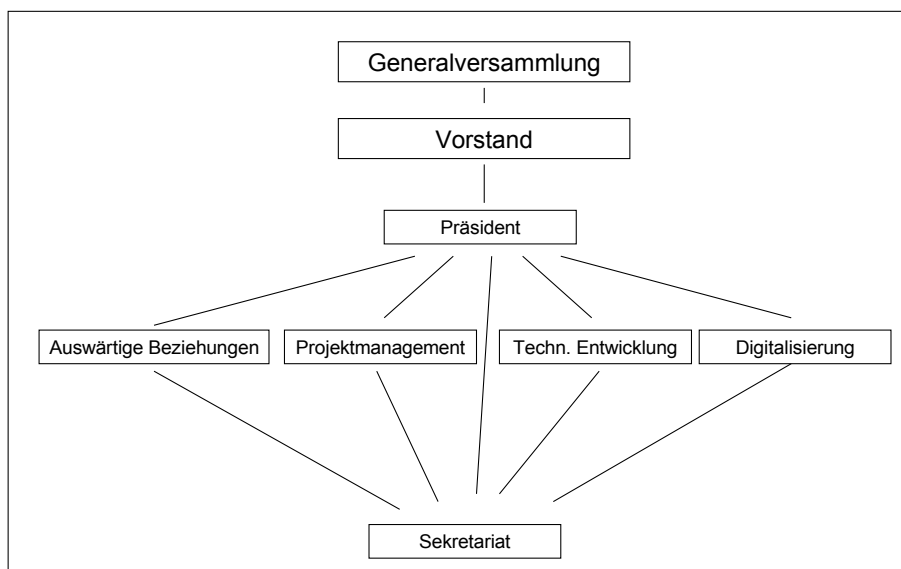 Generalversammlung
Vorstand
Präsident
Auswärtige Beziehungen
Projektmanagement
Techn. Entwicklung
Digitalisierung
Sekretariat